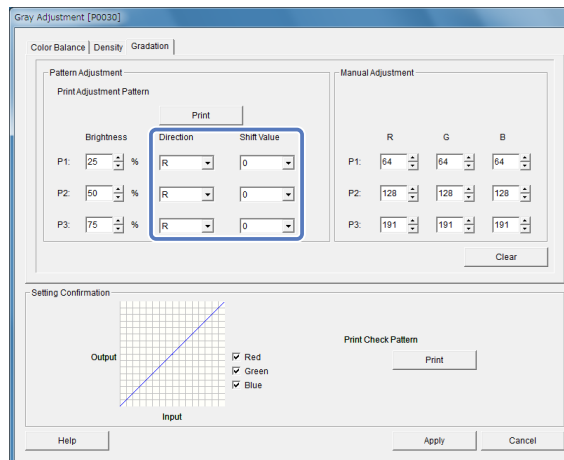 Gray Adjustment [P0030]
Color Balance Density Gradation
Pattern Adjustment
Manual Adjustment
Print Adjustment Pattern
Print
Brightness Direction Shift Value
R G B
P1: 25 % R 0
P1: 64 64 64
P2: 50 % R 0
P2: 128 128 128
P3: 75 % R 0
P3: 191 191 191
Clear
Setting Confirmation
Output
Input
Red
Green
Blue
Print Check Pattern
Print
Help Apply Cancel